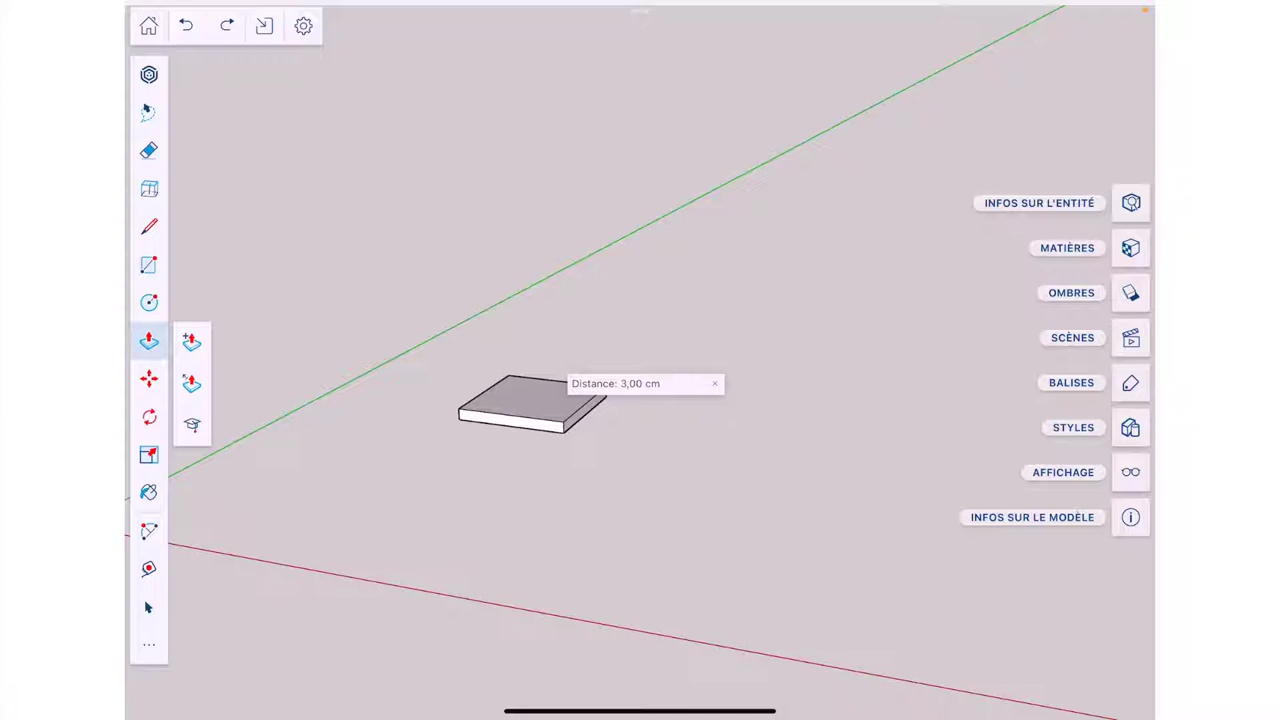 INFOS SUR L'ENTITÉ
MATIÈRES
OMBRES
SCÈNES
Distance: 3,00 cm ×
BALISES
STYLES
AFFICHAGE
INFOS SUR LE MODÈLE